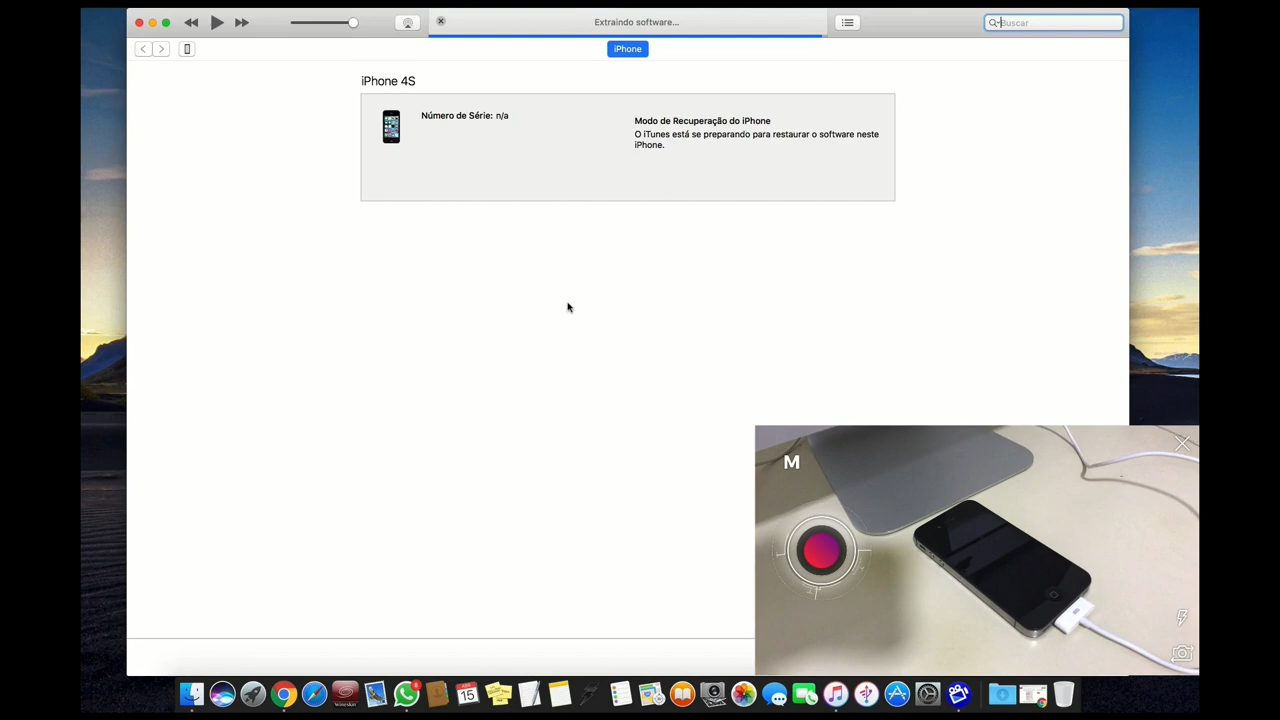 Extraindo software...
Buscar
iPhone
iPhone 4S
Número de Série: n/a
Modo de Recuperação do iPhone
O iTunes está se preparando para restaurar o software neste
iPhone.
M
15